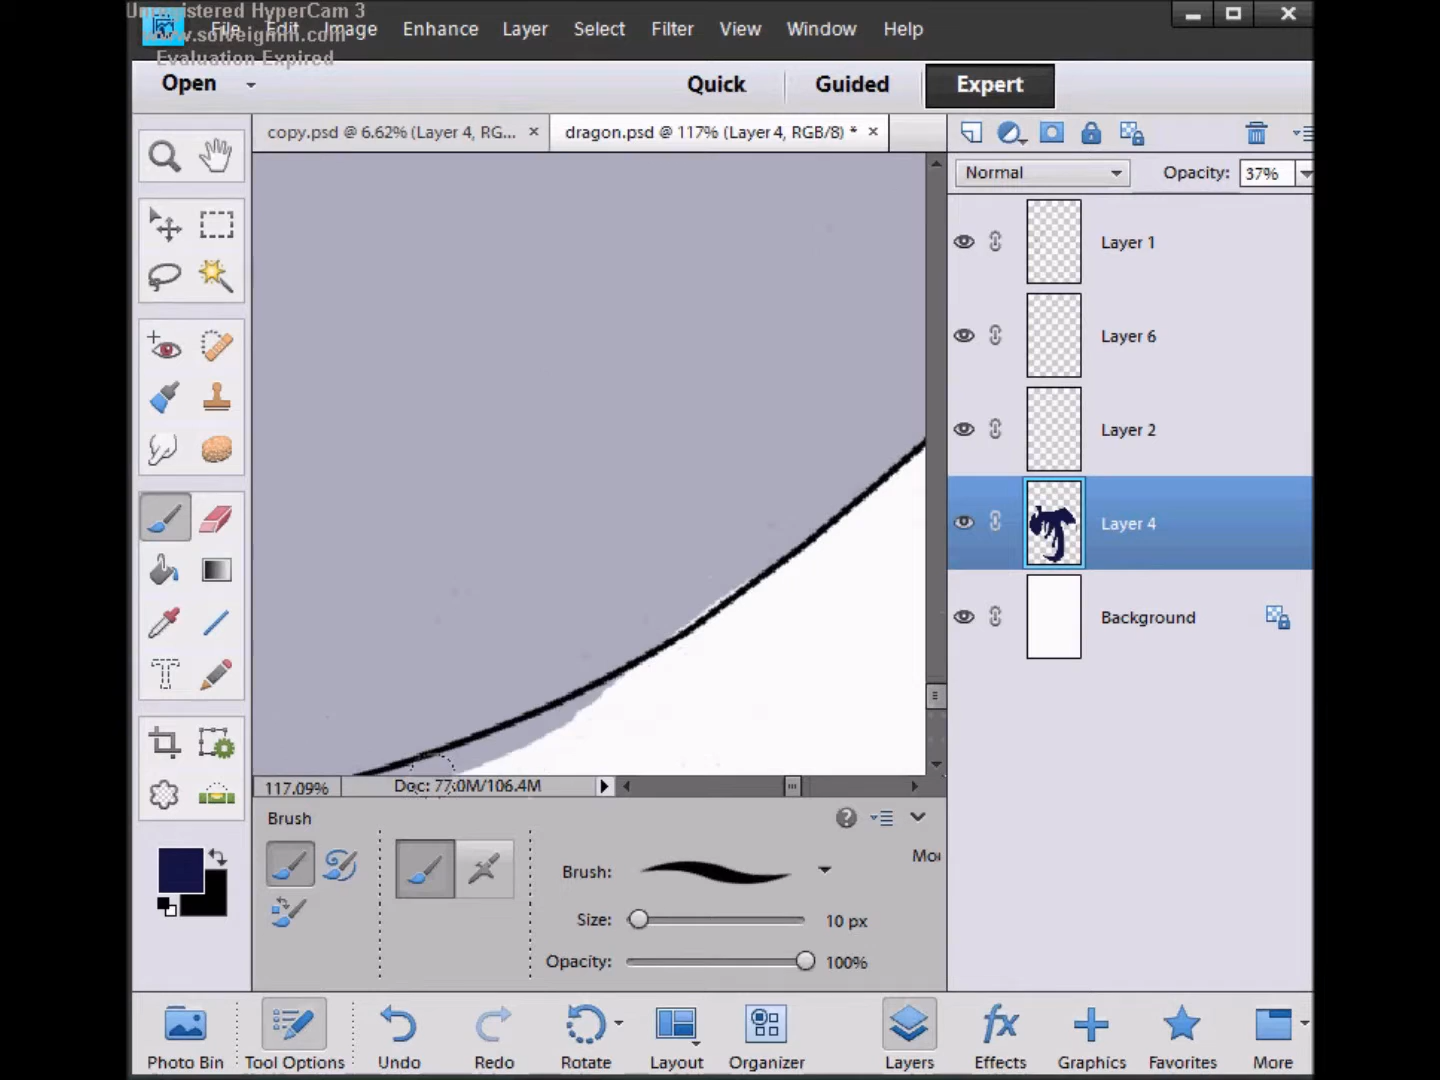 Unregistered HyperCam 3
www.solveigmm.com
Evaluation Expired
File Edit Image Enhance Layer Select Filter View Window Help
Open Quick Guided Expert
copy.psd @ 6.62% (Layer 4, RG... × dragon.psd @ 117% (Layer 4, RGB/8) * ×
Normal Opacity: 37%
Layer 1
Layer 6
Layer 2
Layer 4
Background
117.09% Doc: 77.0M/106.4M
Brush
Brush:
Size: 10 px
Opacity: 100%
Photo Bin Tool Options Undo Redo Rotate Layout Organizer Layers Effects Graphics Favorites More